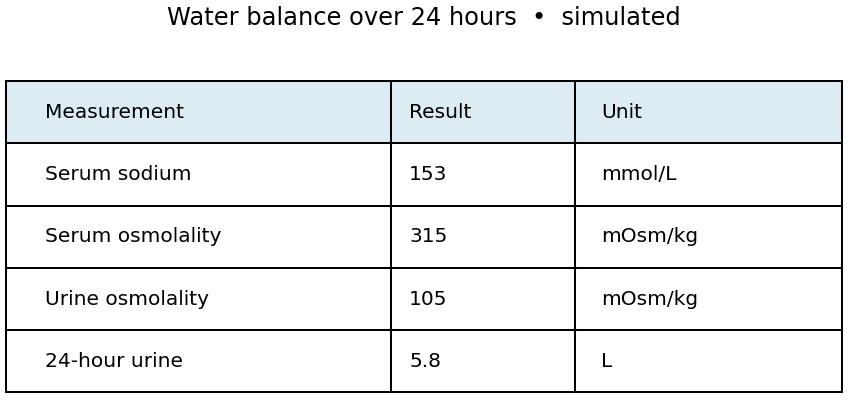 Water balance over 24 hours • simulated
Measurement Result Unit
Serum sodium 153 mmol/L
Serum osmolality 315 mOsm/kg
Urine osmolality 105 mOsm/kg
24-hour urine 5.8 L